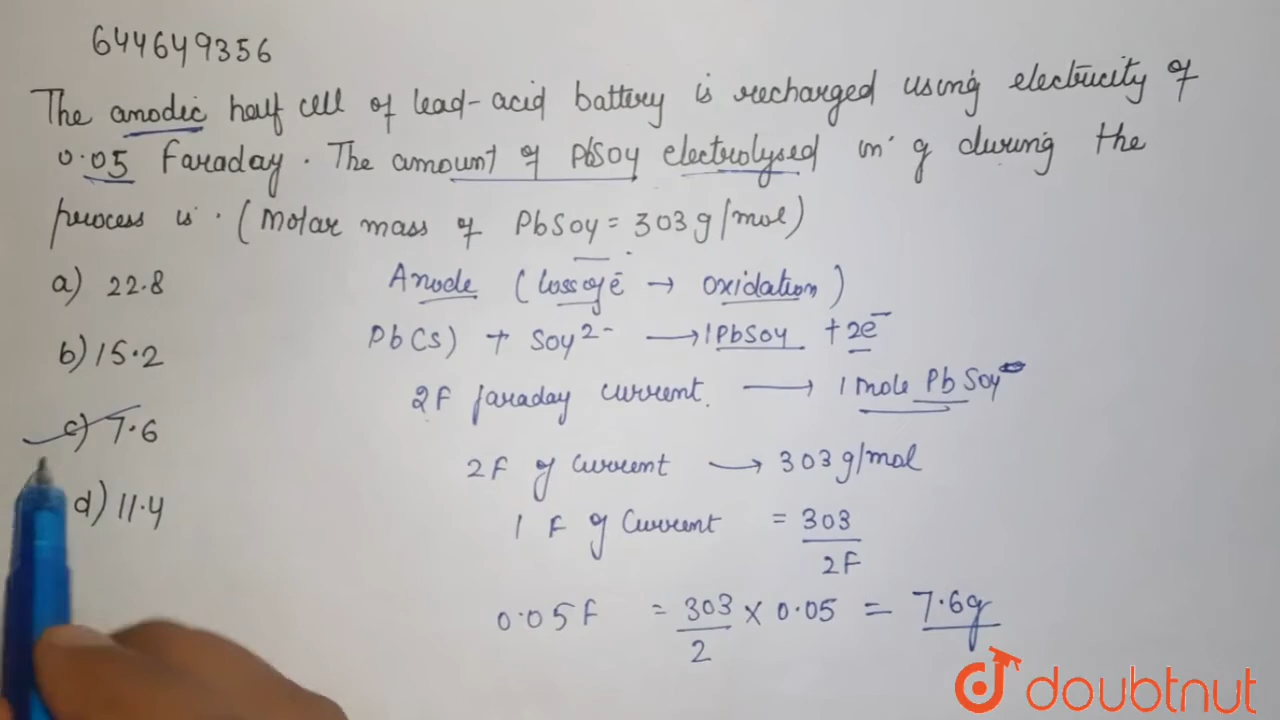 644649356
The anodic half cell of lead-acid battery is recharged using electricity of
0.05 Faraday. The amount of PbSO4 electrolysed in g during the
process is. (Molar mass of PbSO4 = 303 g/mol)
a) 22.8
Anode (loss of e̅ → oxidation)
b) 15.2
Pb(s) + SO4²⁻ → 1PbSO4 + 2e⁻
2F faraday current. → 1 mole PbSO4
c) 7.6
2F of current → 303g/mol
d) 11.4
1 F of current = 303/2F
0.05F = 303/2 × 0.05 = 7.6g
doubtnut